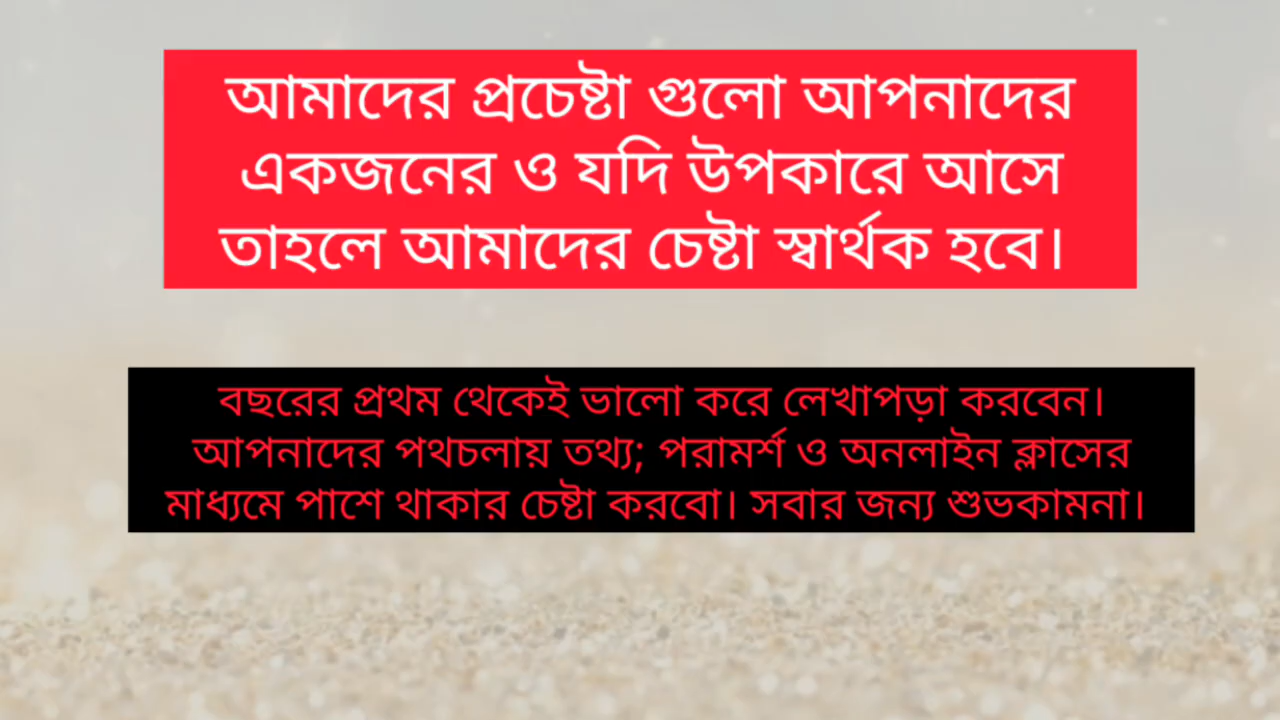 আমাদের প্রচেষ্টা গুলো আপনাদের
একজনের ও যদি উপকারে আসে
তাহলে আমাদের চেষ্টা স্বার্থক হবে।
বছরের প্রথম থেকেই ভালো করে লেখাপড়া করবেন।
আপনাদের পথচলায় তথ্য; পরামর্শ ও অনলাইন ক্লাসের
মাধ্যমে পাশে থাকার চেষ্টা করবো। সবার জন্য শুভকামনা।